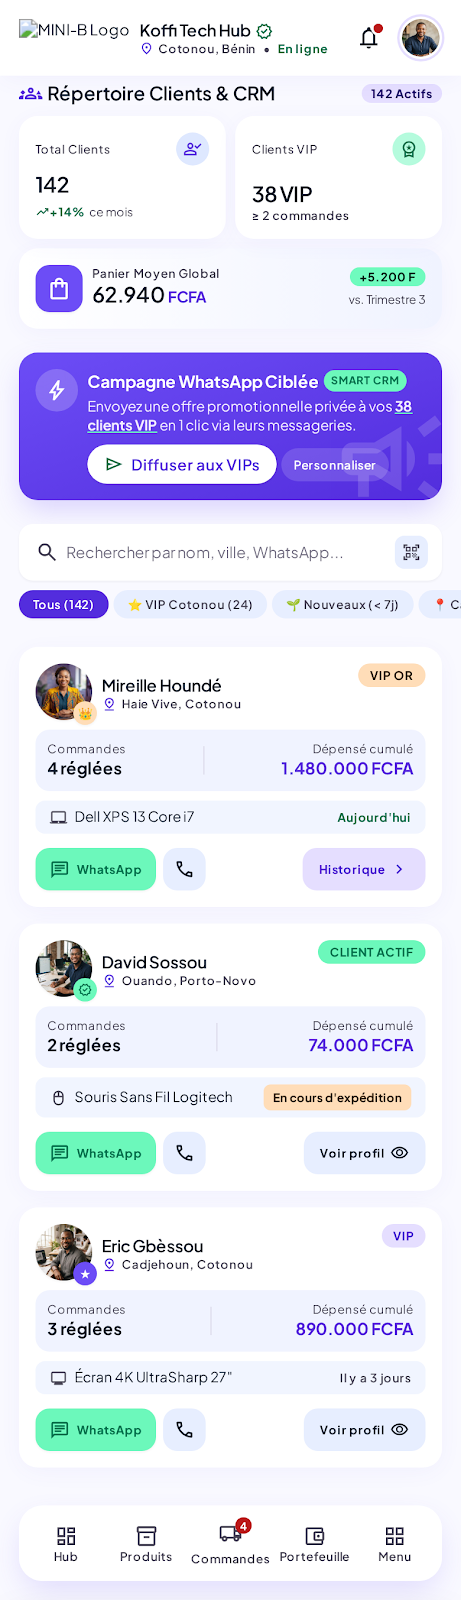 MINI-B Logo
Koffi Tech Hub
Cotonou, Bénin • En ligne
Répertoire Clients & CRM
142 Actifs
Total Clients
142
+14% ce mois
Clients VIP
38 VIP
≥ 2 commandes
Panier Moyen Global
62.940 FCFA
+5.200 F
vs. Trimestre 3
Campagne WhatsApp Ciblée SMART CRM
Envoyez une offre promotionnelle privée à vos 38
clients VIP en 1 clic via leurs messageries.
Diffuser aux VIPs
Personnaliser
Rechercher par nom, ville, WhatsApp...
Tous (142) ⭐ VIP Cotonou (24) 🌱 Nouveaux (< 7j) 📍 C
Mireille Houndé
VIP OR
Haie Vive, Cotonou
Commandes Dépensé cumulé
4 réglées 1.480.000 FCFA
Dell XPS 13 Core i7 Aujourd'hui
WhatsApp Historique
David Sossou
CLIENT ACTIF
Ouando, Porto-Novo
Commandes Dépensé cumulé
2 réglées 74.000 FCFA
Souris Sans Fil Logitech En cours d'expédition
WhatsApp Voir profil
Eric Gbèssou
VIP
Cadjehoun, Cotonou
Commandes Dépensé cumulé
3 réglées 890.000 FCFA
Écran 4K UltraSharp 27" Il y a 3 jours
WhatsApp Voir profil
4
Hub Produits Commandes Portefeuille Menu